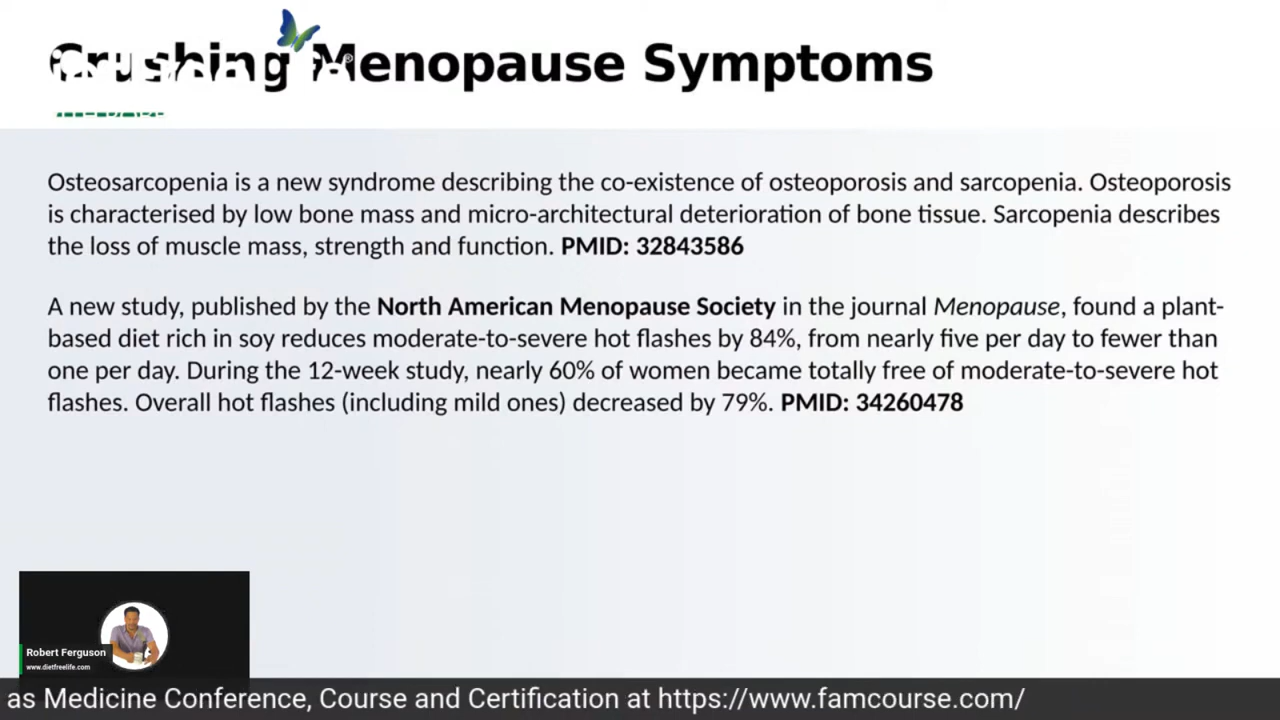 Crushing Menopause Symptoms
Osteosarcopenia is a new syndrome describing the co-existence of osteoporosis and sarcopenia. Osteoporosis
is characterised by low bone mass and micro-architectural deterioration of bone tissue. Sarcopenia describes
the loss of muscle mass, strength and function. PMID: 32843586
A new study, published by the North American Menopause Society in the journal Menopause, found a plant-
based diet rich in soy reduces moderate-to-severe hot flashes by 84%, from nearly five per day to fewer than
one per day. During the 12-week study, nearly 60% of women became totally free of moderate-to-severe hot
flashes. Overall hot flashes (including mild ones) decreased by 79%. PMID: 34260478
Robert Ferguson
www.dietfreelife.com
as Medicine Conference, Course and Certification at https://www.famcourse.com/